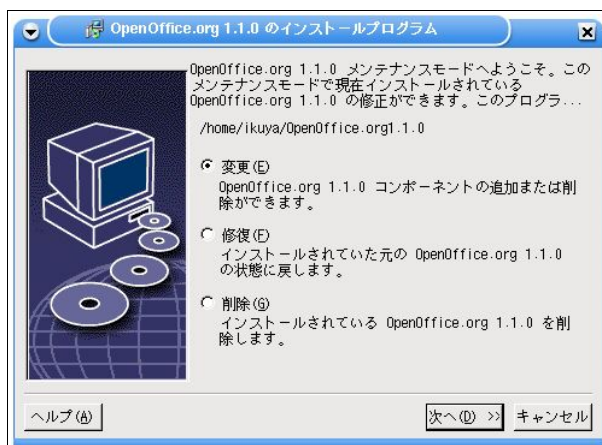 OpenOffice.org 1.1.0 のインストールプログラム
OpenOffice.org 1.1.0 メンテナンスモードへようこそ。この
メンテナンスモードで現在インストールされている
OpenOffice.org 1.1.0 の修正ができます。このプログラ...
/home/ikuya/OpenOffice.org1.1.0
変更(E)
OpenOffice.org 1.1.0 コンポーネントの追加または削
除ができます。
修復(F)
インストールされていた元の OpenOffice.org 1.1.0
の状態に戻します。
削除(G)
インストールされている OpenOffice.org 1.1.0 を削
除します。
ヘルプ(A)
次へ(D) >>
キャンセル